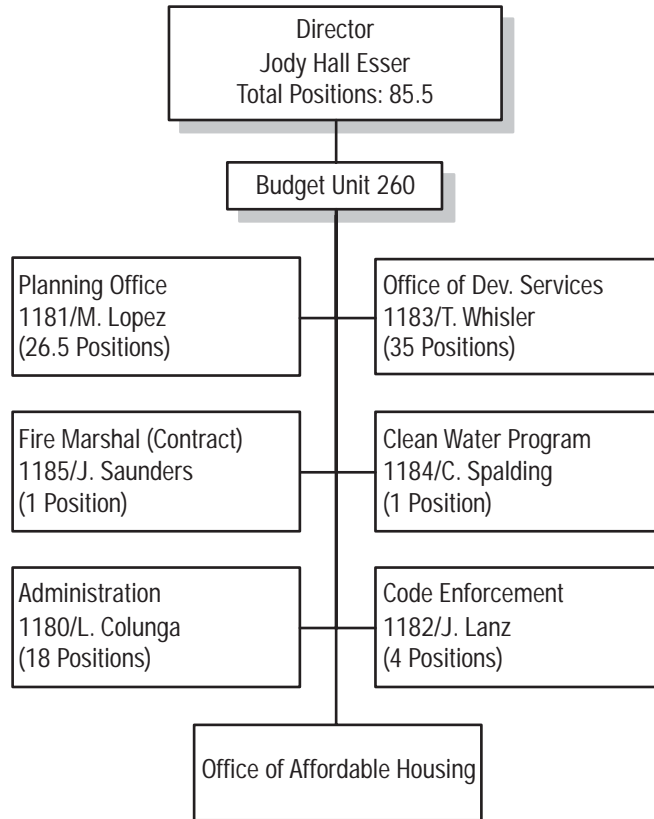 Director
Jody Hall Esser
Total Positions: 85.5
Budget Unit 260
Planning Office
1181/M. Lopez
(26.5 Positions)
Office of Dev. Services
1183/T. Whisler
(35 Positions)
Fire Marshal (Contract)
1185/J. Saunders
(1 Position)
Clean Water Program
1184/C. Spalding
(1 Position)
Administration
1180/L. Colunga
(18 Positions)
Code Enforcement
1182/J. Lanz
(4 Positions)
Office of Affordable Housing